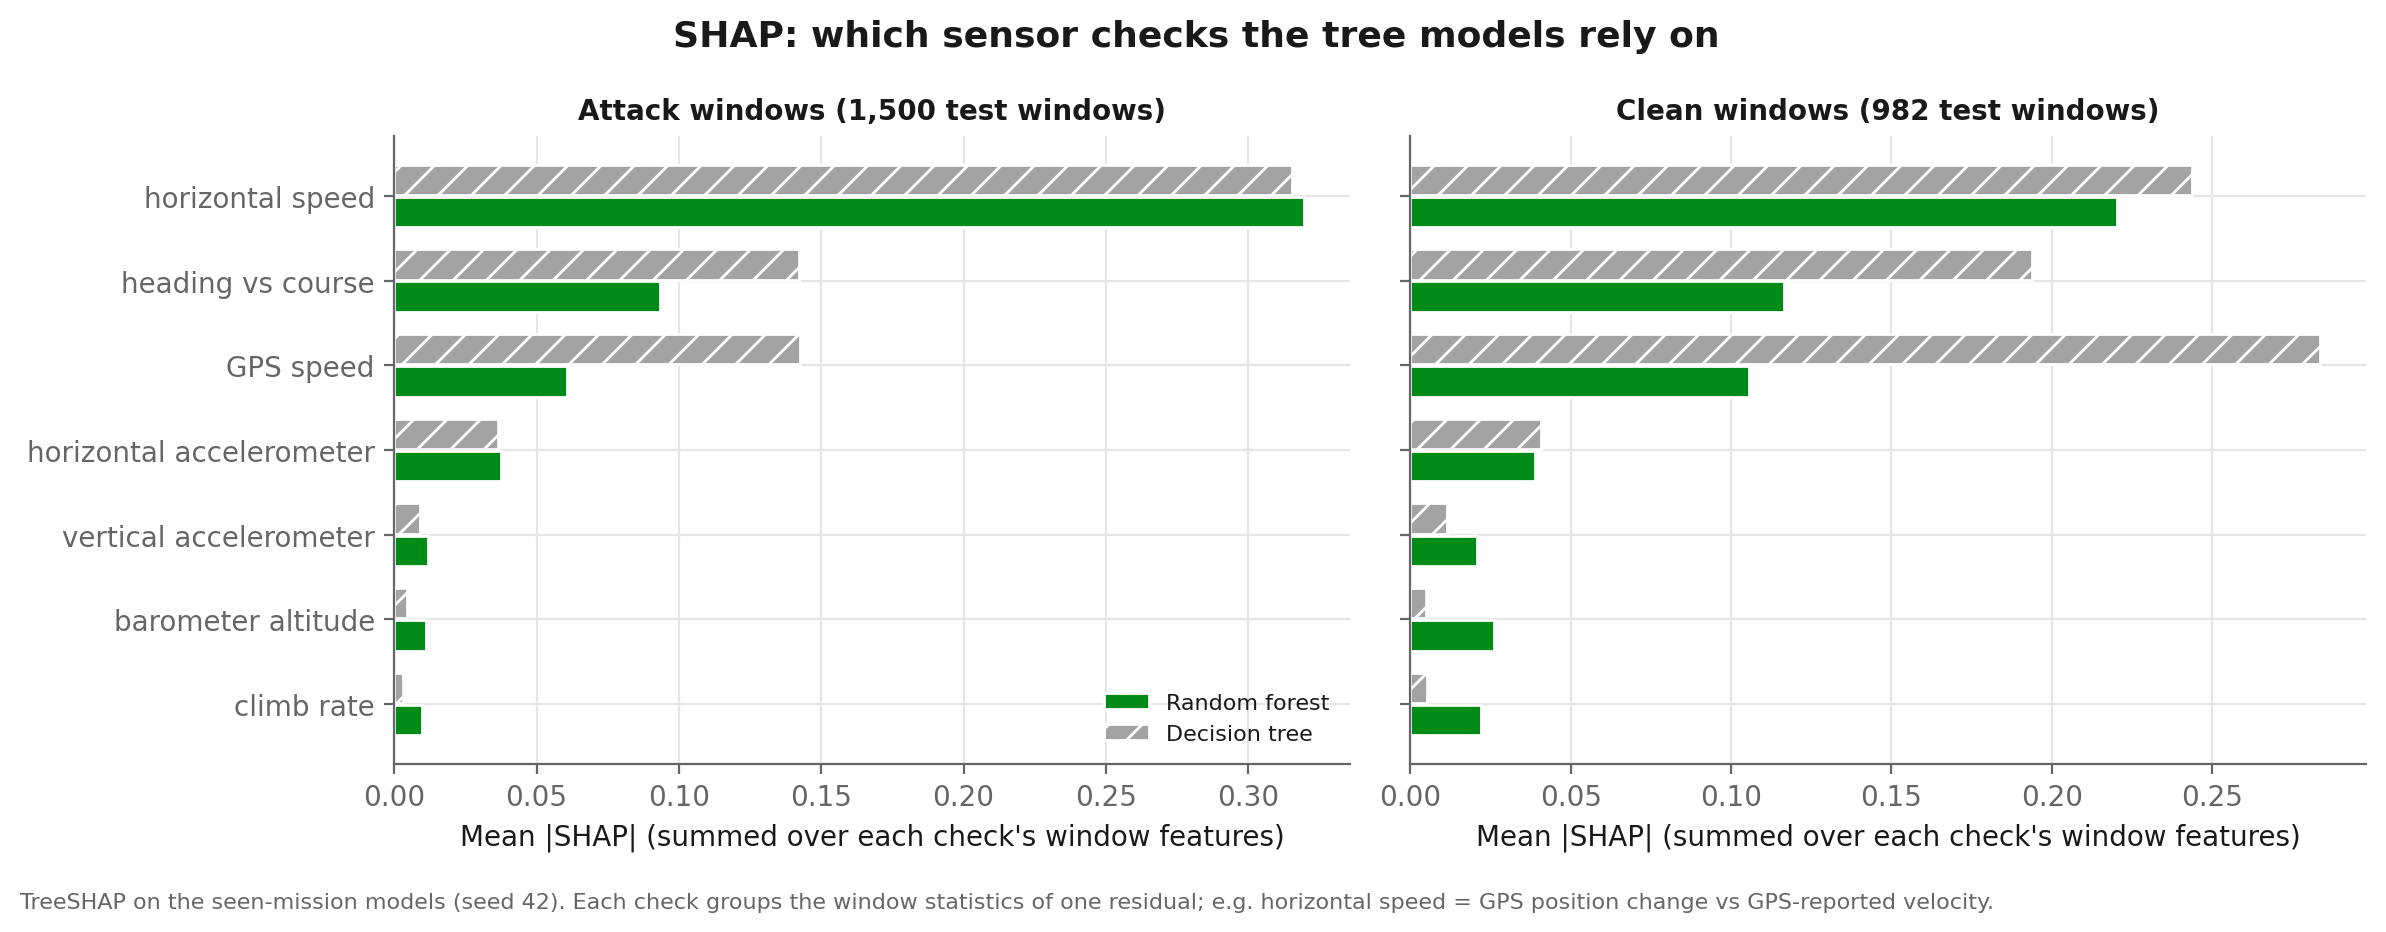 SHAP: which sensor checks the tree models rely on
Attack windows (1,500 test windows)
Clean windows (982 test windows)
horizontal speed
heading vs course
GPS speed
horizontal accelerometer
vertical accelerometer
barometer altitude
climb rate
Random forest
Decision tree
0.00 0.05 0.10 0.15 0.20 0.25 0.30
0.00 0.05 0.10 0.15 0.20 0.25
Mean |SHAP| (summed over each check's window features)
Mean |SHAP| (summed over each check's window features)
TreeSHAP on the seen-mission models (seed 42). Each check groups the window statistics of one residual; e.g. horizontal speed = GPS position change vs GPS-reported velocity.